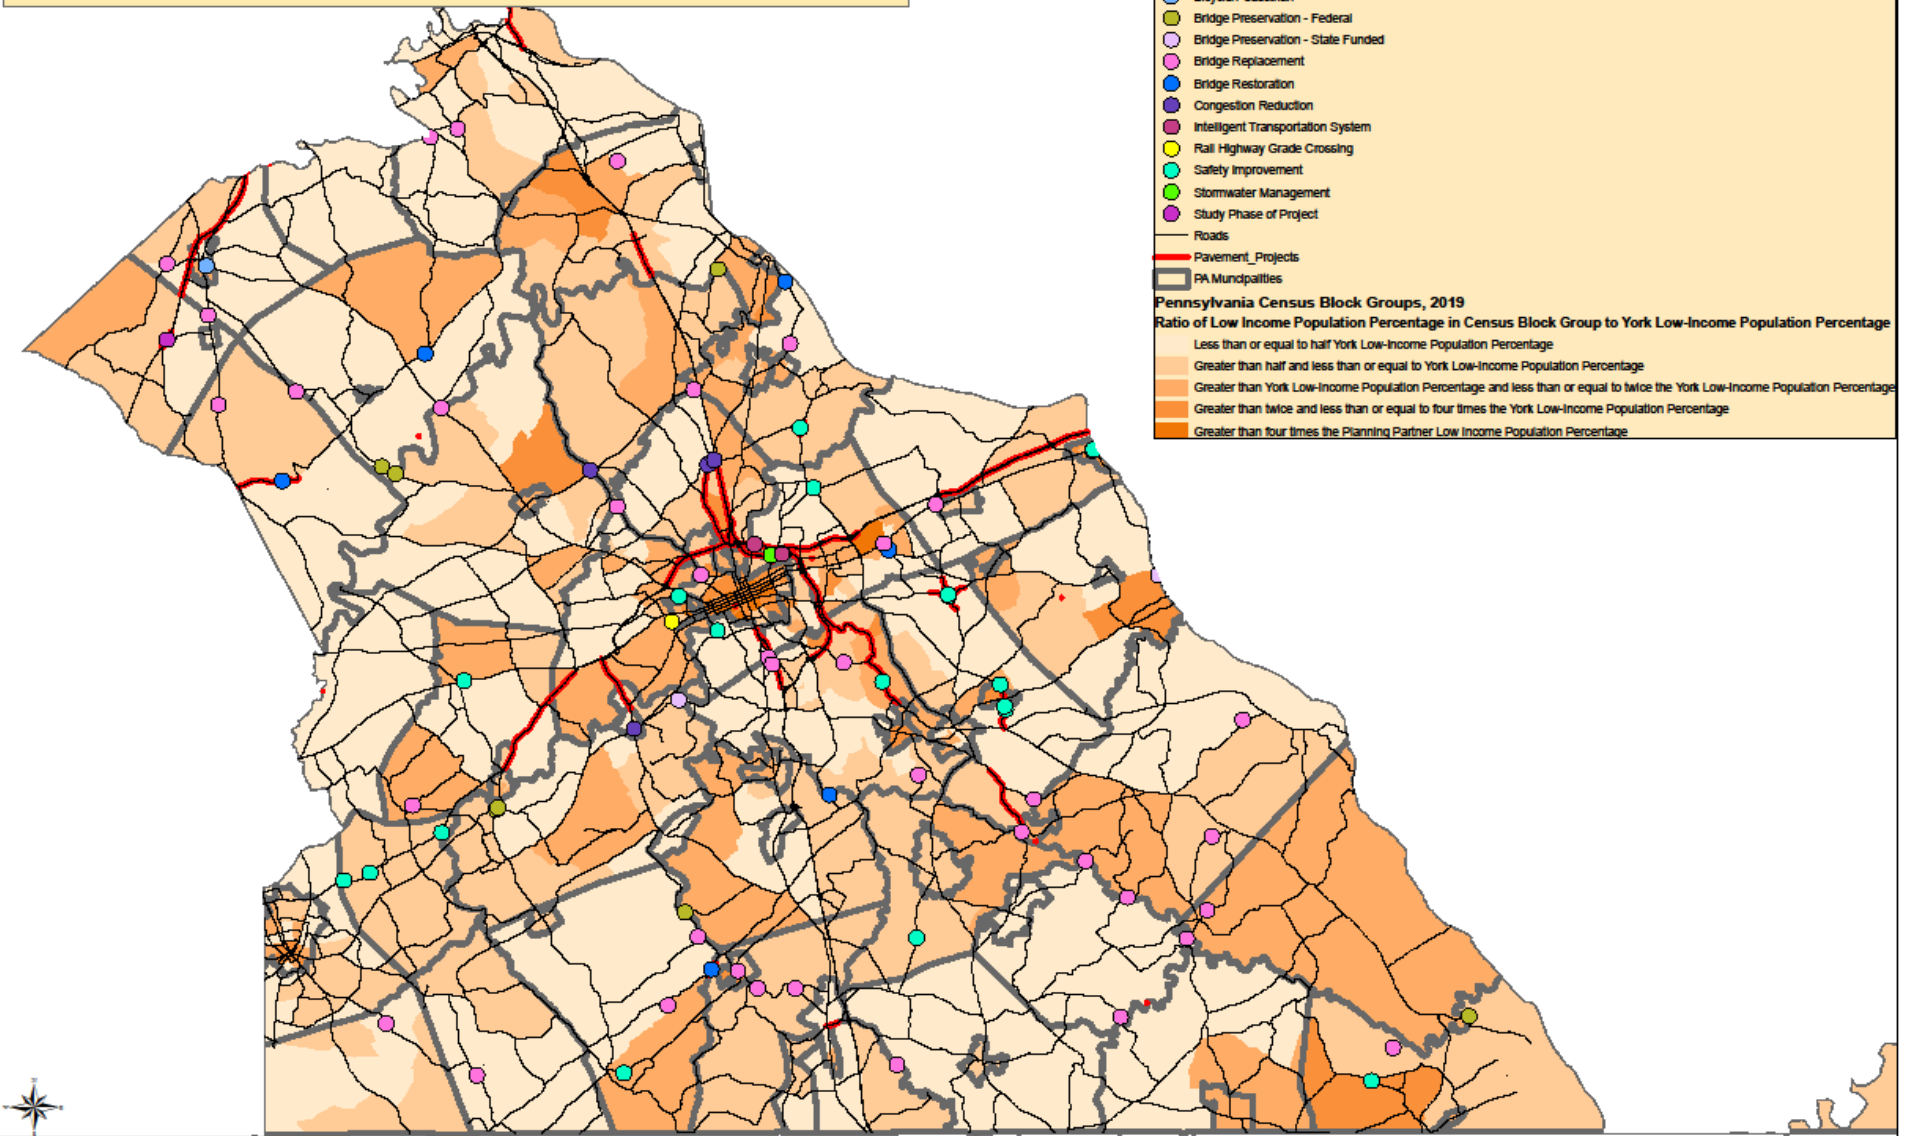 Bridge Preservation - Federal
Bridge Preservation - State Funded
Bridge Replacement
Bridge Restoration
Congestion Reduction
Intelligent Transportation System
Rail Highway Grade Crossing
Safety Improvement
Stormwater Management
Study Phase of Project
Roads
Pavement_Projects
PA Muncipalities
Pennsylvania Census Block Groups, 2019
Ratio of Low Income Population Percentage in Census Block Group to York Low-Income Population Percentage
Less than or equal to half York Low-Income Population Percentage
Greater than half and less than or equal to York Low-Income Population Percentage
Greater than York Low-Income Population Percentage and less than or equal to twice the York Low-Income Population Percentage
Greater than twice and less than or equal to four times the York Low-Income Population Percentage
Greater than four times the Planning Partner Low Income Population Percentage